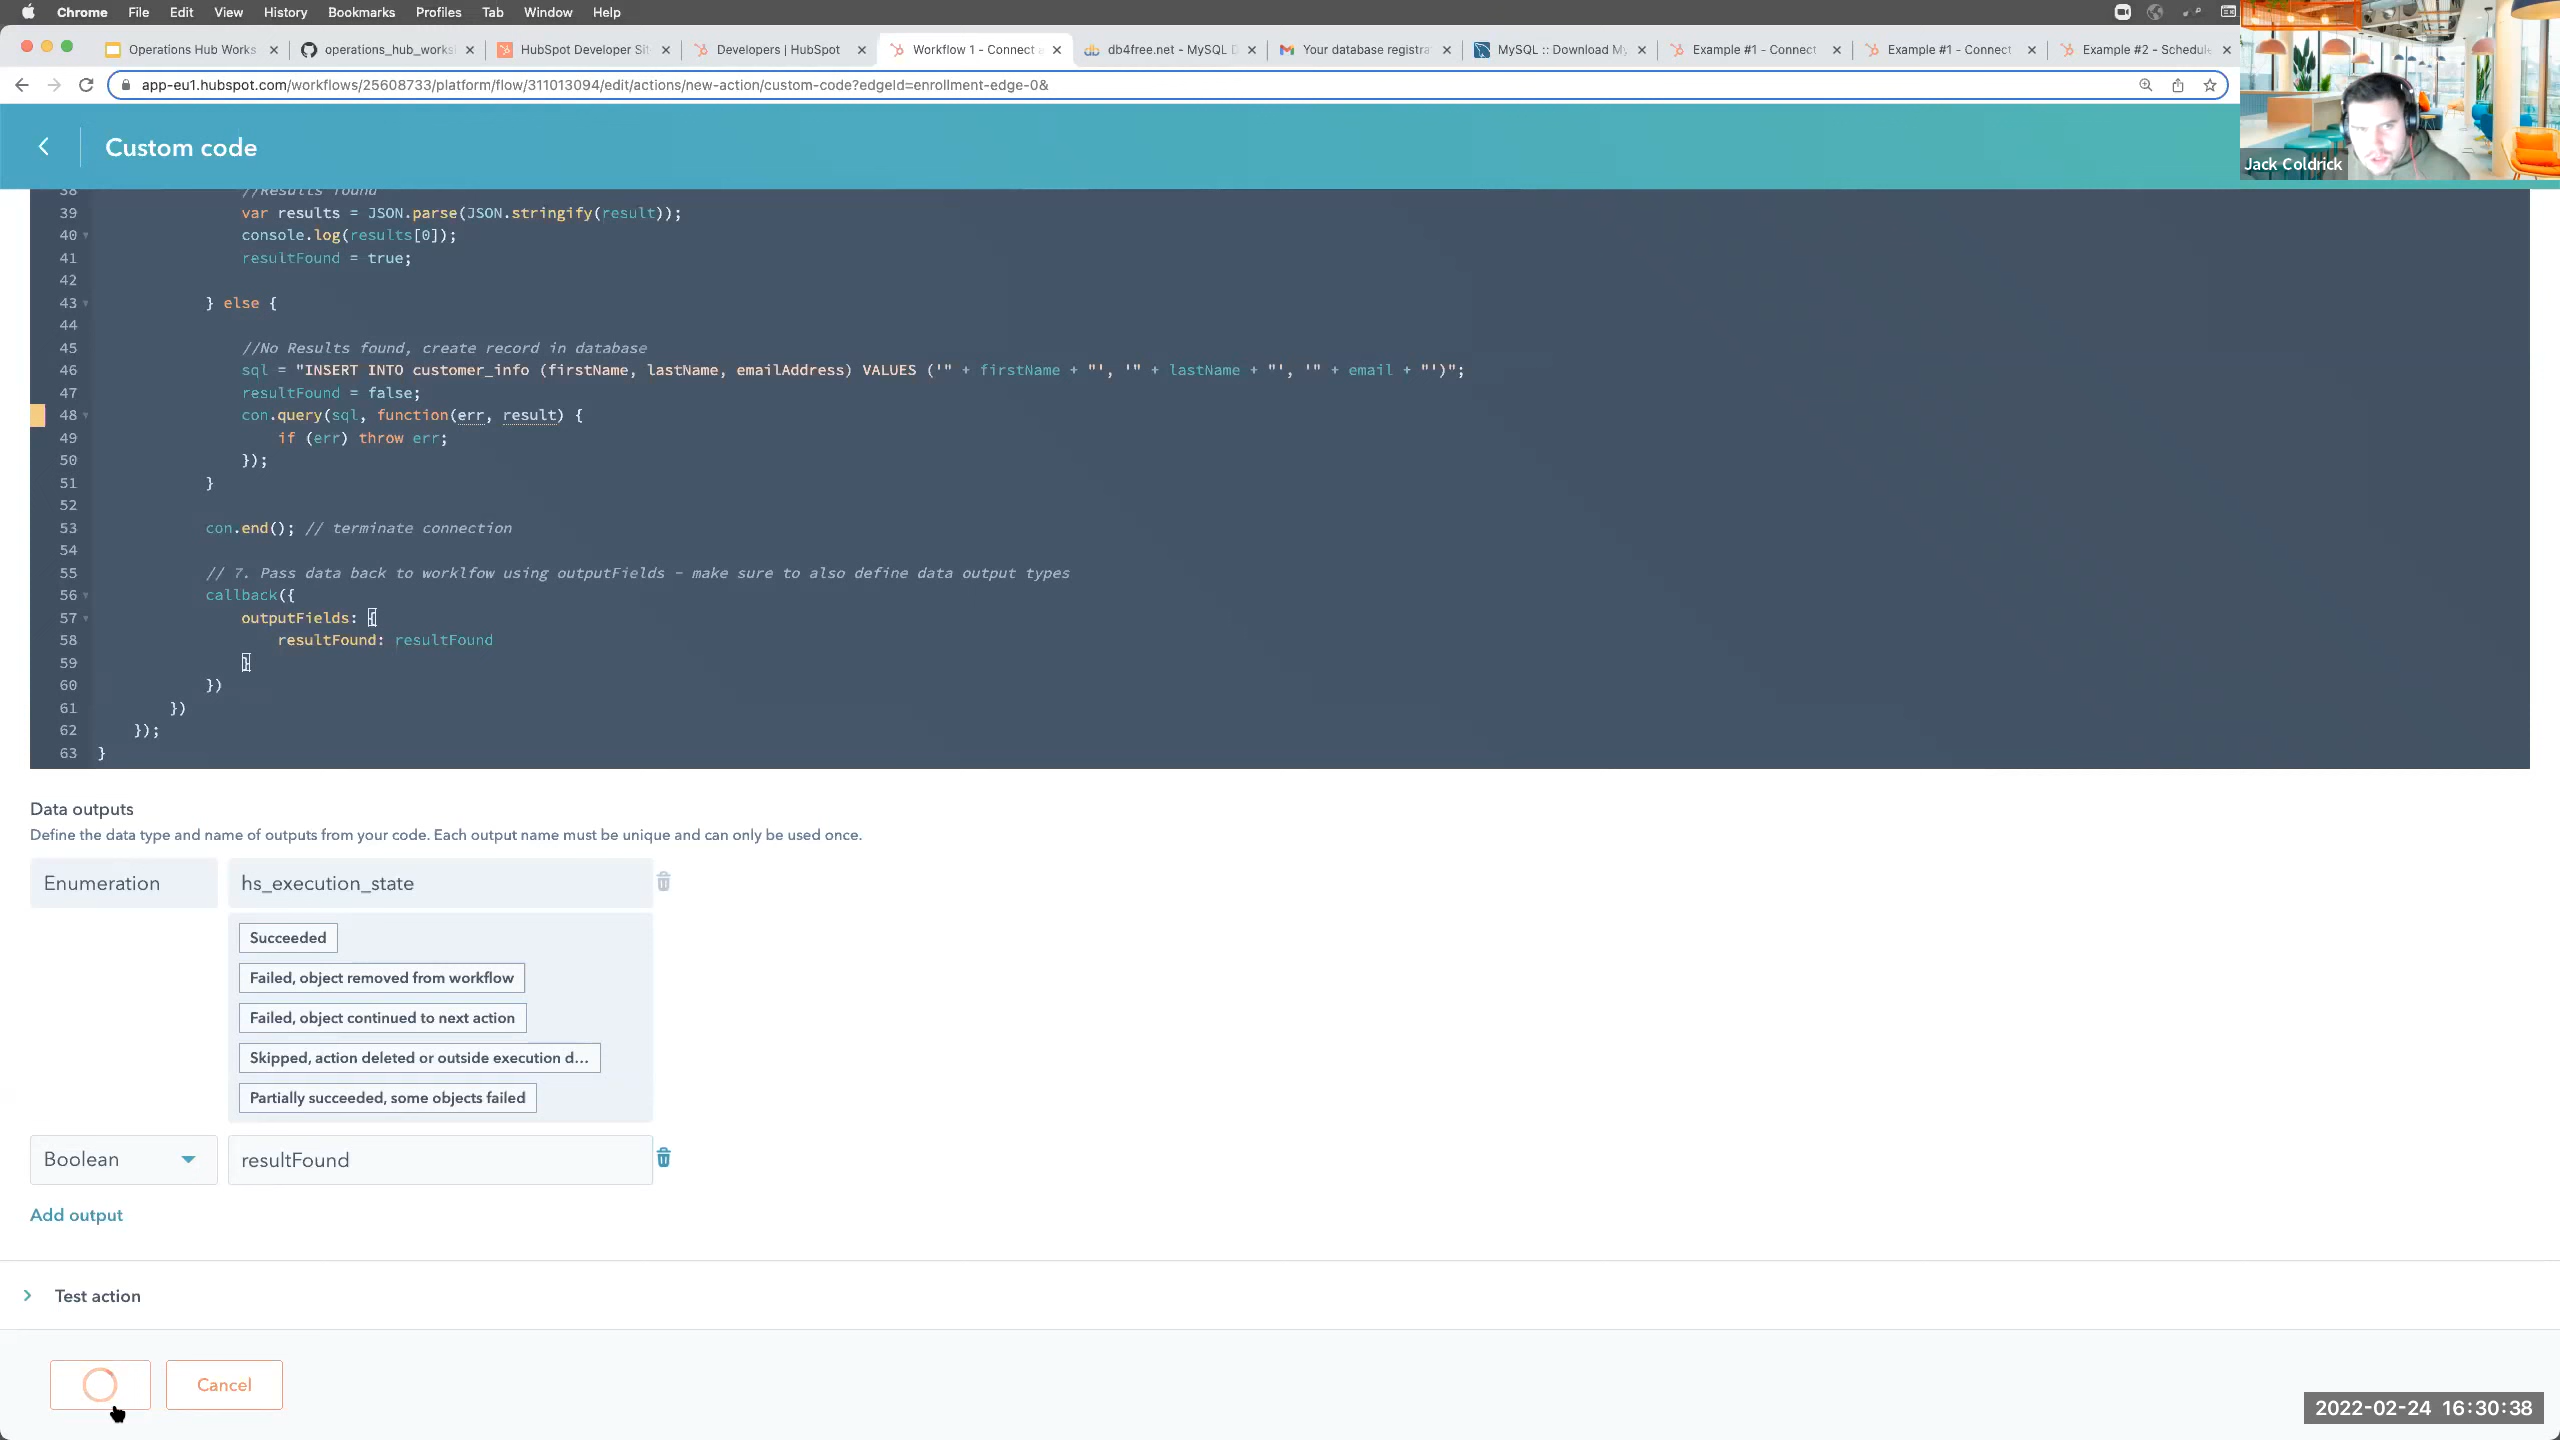 Chrome File Edit View History Bookmarks Profiles Tab Window Help
Operations Hub Works
operations_hub_works
HubSpot Developer Sit
Developers | HubSpot
Workflow 1 - Connect a
db4free.net - MySQL D
Your database registra
MySQL :: Download My
Example #1 - Connect
Example #1 - Connect
Example #2 - Schedule
app-eu1.hubspot.com/workflows/25608733/platform/flow/311013094/edit/actions/new-action/custom-code?edgeId=enrollment-edge-0&
Custom code
Jack Coldrick
38 //Results found
39 var results = JSON.parse(JSON.stringify(result));
40 console.log(results[0]);
41 resultFound = true;
42
43 } else {
44
45 //No Results found, create record in database
46 sql = "INSERT INTO customer_info (firstName, lastName, emailAddress) VALUES ('" + firstName + "', '" + lastName + "', '" + email + "')";
47 resultFound = false;
48 con.query(sql, function(err, result) {
49 if (err) throw err;
50 });
51 }
52
53 con.end(); // terminate connection
54
55 // 7. Pass data back to worklfow using outputFields - make sure to also define data output types
56 callback({
57 outputFields: {
58 resultFound: resultFound
59 }
60 })
61 })
62 });
63 }
Data outputs
Define the data type and name of outputs from your code. Each output name must be unique and can only be used once.
Enumeration hs_execution_state
Succeeded
Failed, object removed from workflow
Failed, object continued to next action
Skipped, action deleted or outside execution d...
Partially succeeded, some objects failed
Boolean resultFound
Add output
Test action
Cancel
2022-02-24 16:30:38